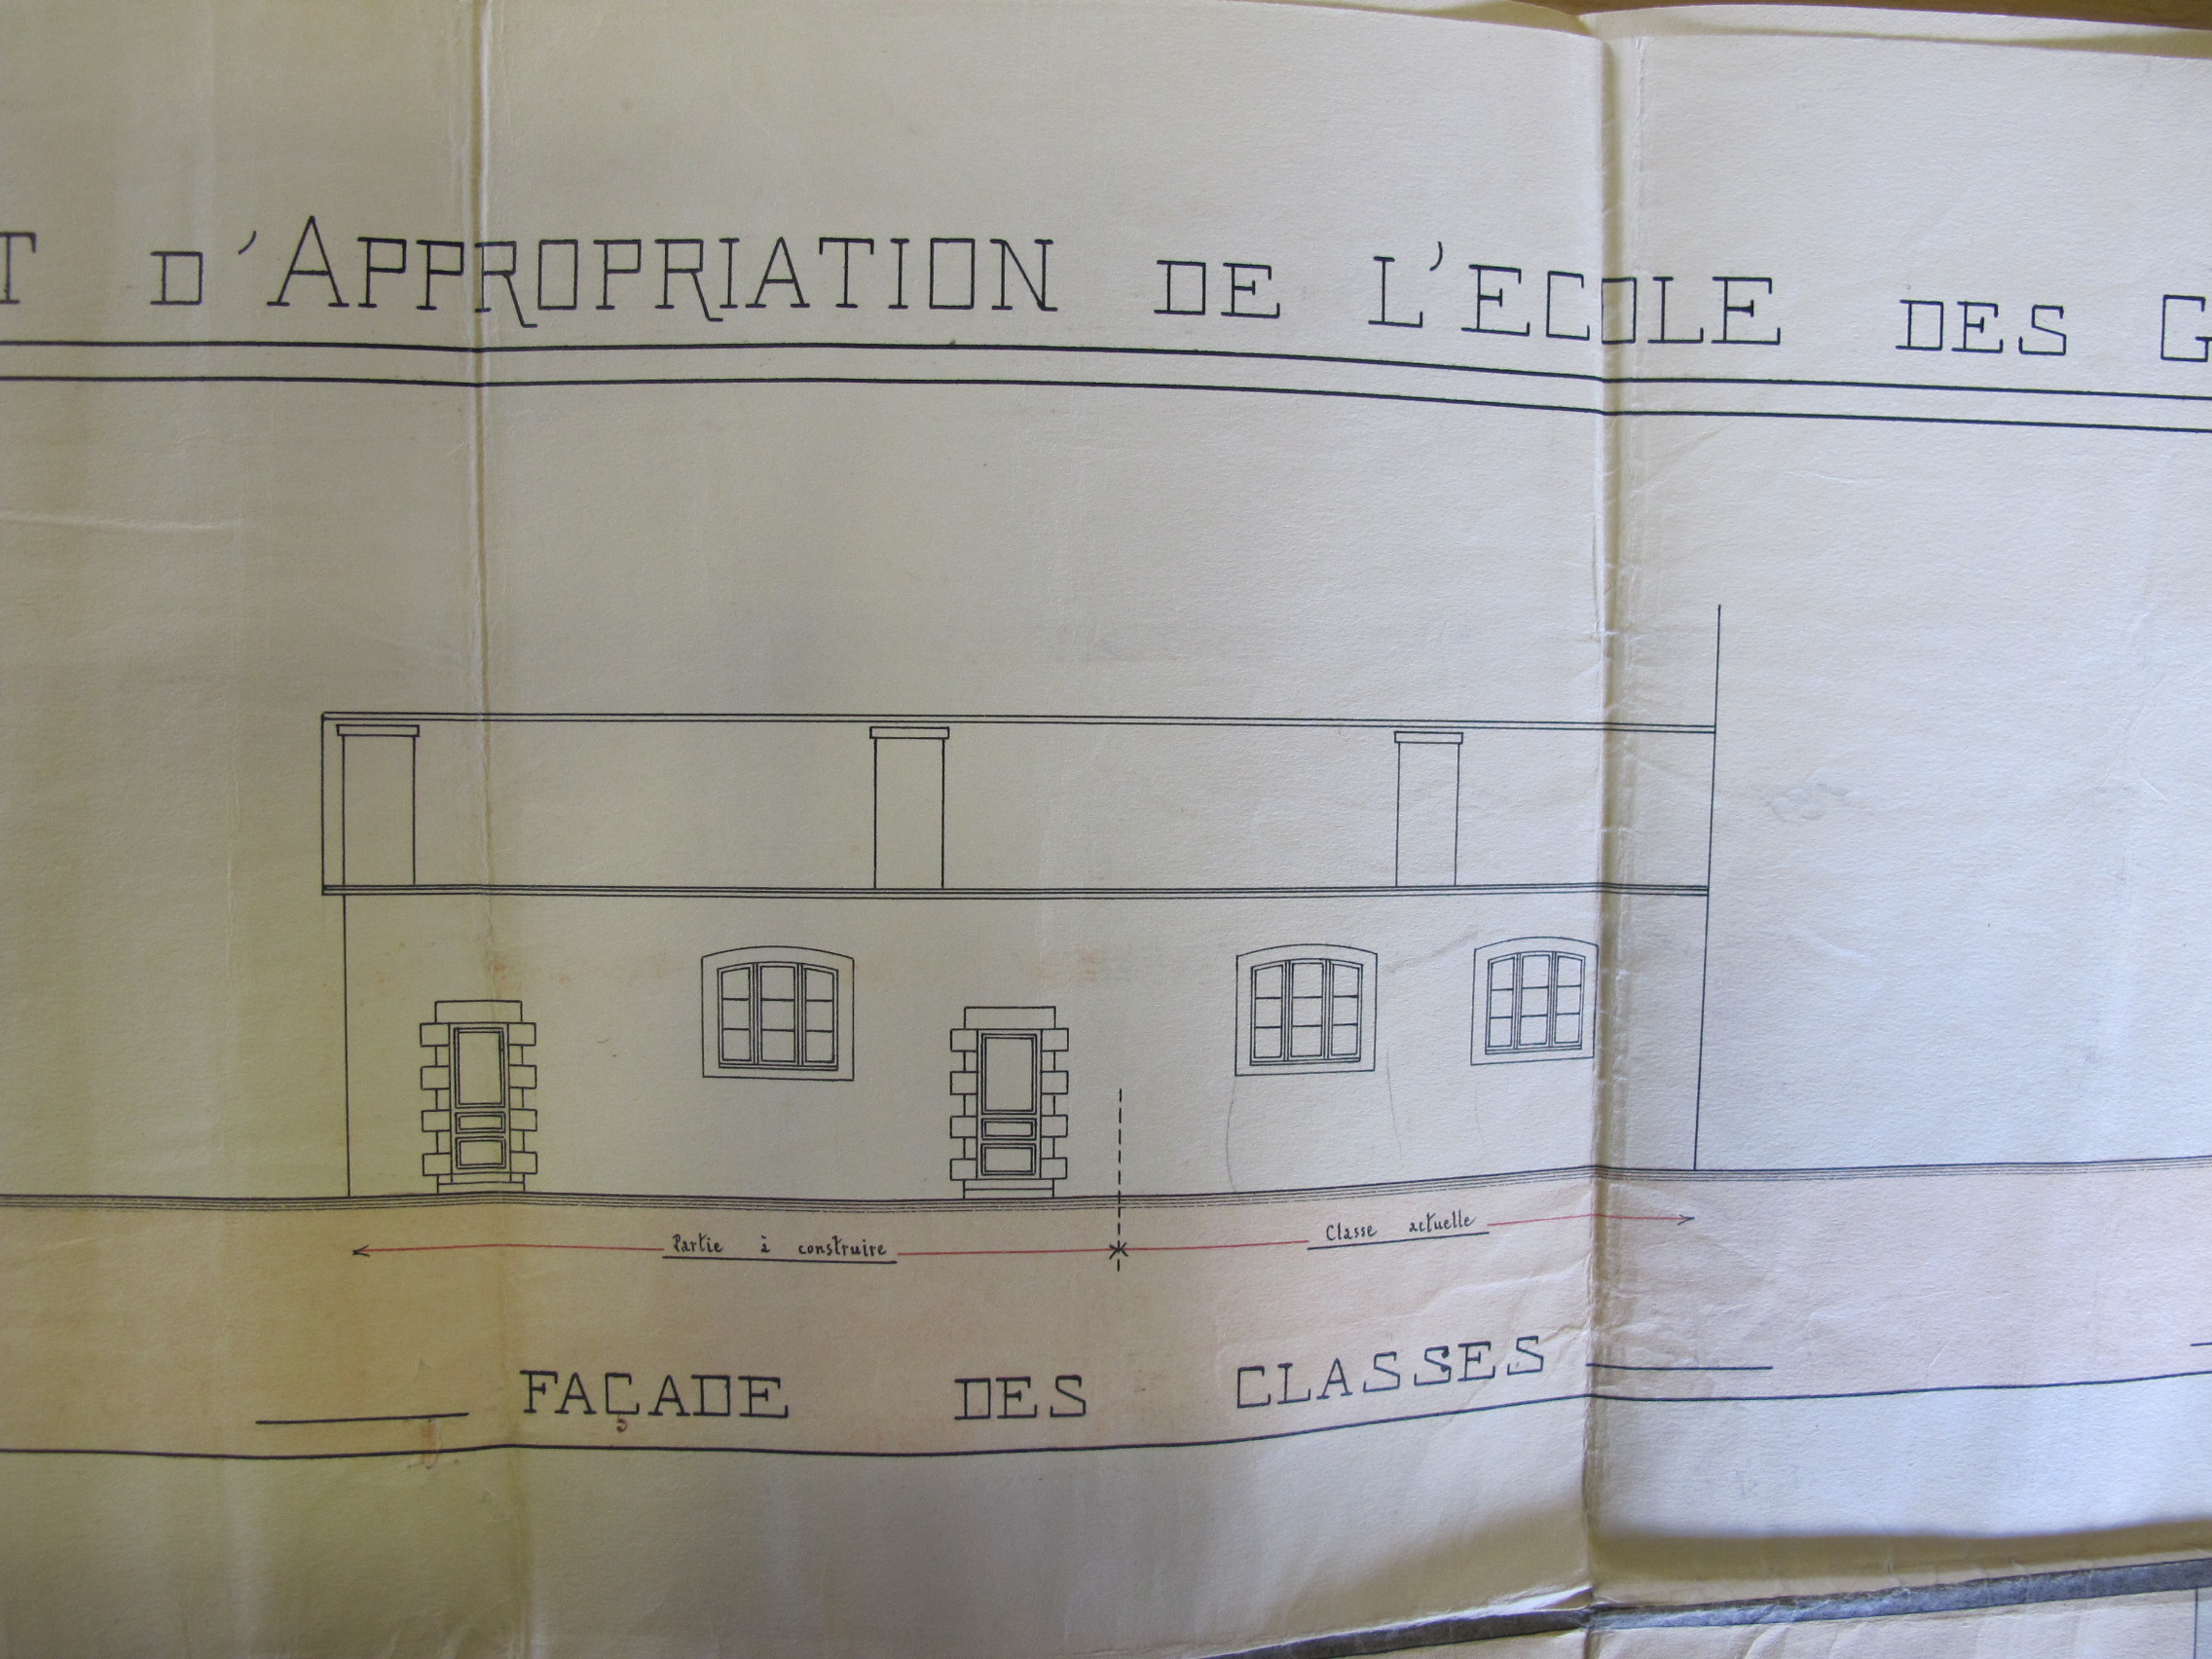 T D'APPROPRIATION DE L'ECOLE DES G
Partie à construire
Classe actuelle
FAÇADE DES CLASSES